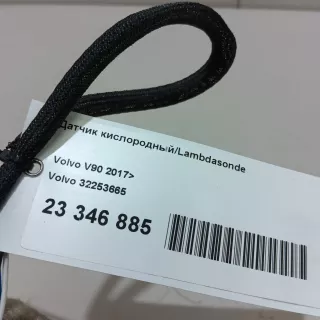 Датчик кислородный/Lambdasonde
Volvo V90 2017>
Volvo 32253665
23 346 885